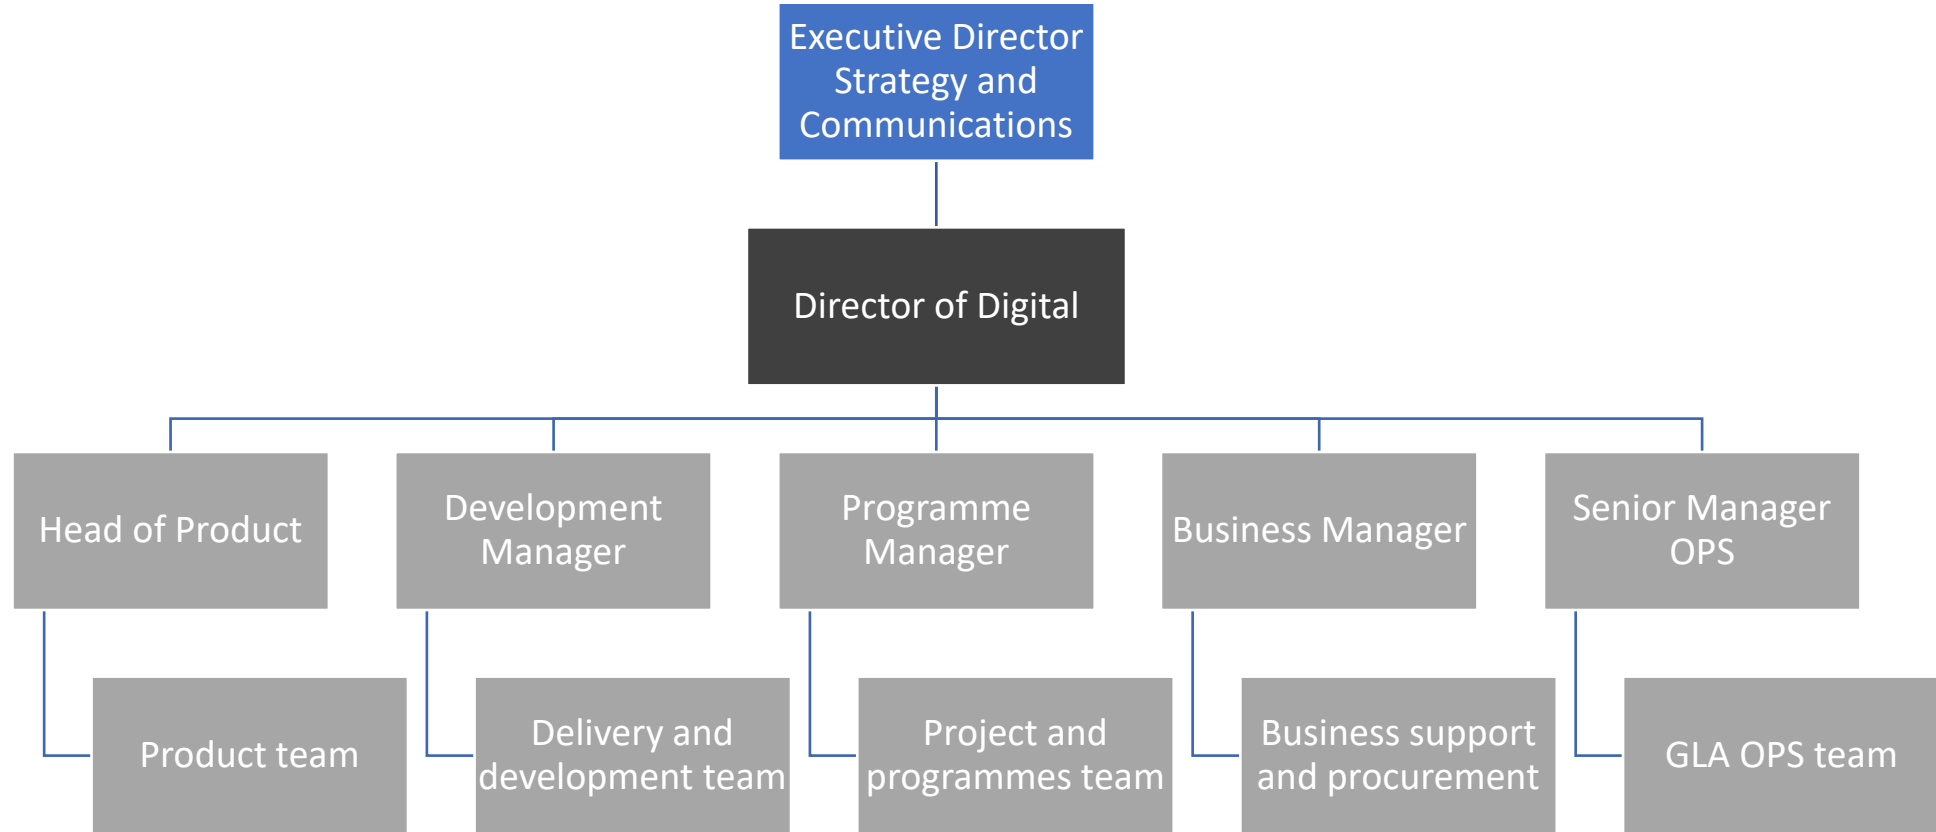 Executive Director
Strategy and
Communications
Director of Digital
Head of Product
Development
Manager
Programme
Manager
Business Manager
Senior Manager
OPS
Product team
Delivery and
development team
Project and
programmes team
Business support
and procurement
GLA OPS team